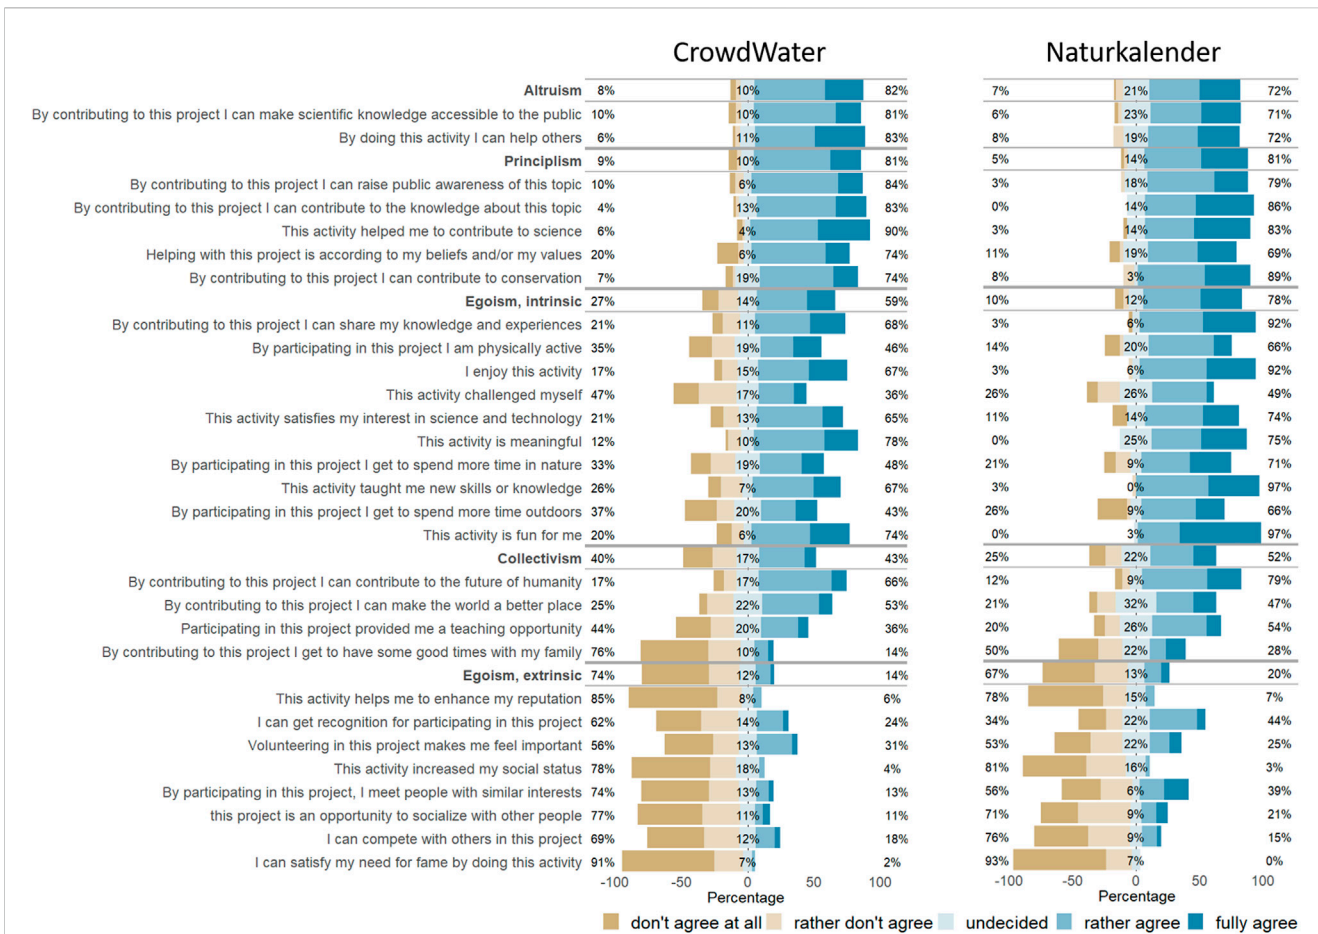 CrowdWater Naturkalender
Altruism 8% 10% 82% 7% 21% 72%
By contributing to this project I can make scientific knowledge accessible to the public 10% 10% 81% 6% 23% 71%
By doing this activity I can help others 6% 11% 83% 8% 19% 72%
Principlism 9% 10% 81% 5% 14% 81%
By contributing to this project I can raise public awareness of this topic 10% 6% 84% 3% 18% 79%
By contributing to this project I can contribute to the knowledge about this topic 4% 13% 83% 0% 14% 86%
This activity helped me to contribute to science 6% 4% 90% 3% 14% 83%
Helping with this project is according to my beliefs and/or my values 20% 6% 74% 11% 19% 69%
By contributing to this project I can contribute to conservation 7% 19% 74% 8% 3% 89%
Egoism, intrinsic 27% 14% 59% 10% 12% 78%
By contributing to this project I can share my knowledge and experiences 21% 11% 68% 3% 6% 92%
By participating in this project I am physically active 35% 19% 46% 14% 20% 66%
I enjoy this activity 17% 15% 67% 3% 6% 92%
This activity challenged myself 47% 17% 36% 26% 26% 49%
This activity satisfies my interest in science and technology 21% 13% 65% 11% 14% 74%
This activity is meaningful 12% 10% 78% 0% 25% 75%
By participating in this project I get to spend more time in nature 33% 19% 48% 21% 9% 71%
This activity taught me new skills or knowledge 26% 7% 67% 3% 0% 97%
By participating in this project I get to spend more time outdoors 37% 20% 43% 26% 9% 66%
This activity is fun for me 20% 6% 74% 0% 3% 97%
Collectivism 40% 17% 43% 25% 22% 52%
By contributing to this project I can contribute to the future of humanity 17% 17% 66% 12% 9% 79%
By contributing to this project I can make the world a better place 25% 22% 53% 21% 32% 47%
Participating in this project provided me a teaching opportunity 44% 20% 36% 20% 26% 54%
By contributing to this project I get to have some good times with my family 76% 10% 14% 50% 22% 28%
Egoism, extrinsic 74% 12% 14% 67% 13% 20%
This activity helps me to enhance my reputation 85% 8% 6% 78% 15% 7%
I can get recognition for participating in this project 62% 14% 24% 34% 22% 44%
Volunteering in this project makes me feel important 56% 13% 31% 53% 22% 25%
This activity increased my social status 78% 18% 4% 81% 16% 3%
By participating in this project, I meet people with similar interests 74% 13% 13% 56% 6% 39%
this project is an opportunity to socialize with other people 77% 11% 11% 71% 9% 21%
I can compete with others in this project 69% 12% 18% 76% 9% 15%
I can satisfy my need for fame by doing this activity 91% 7% 2% 93% 7% 0%
-100 -50 0 50 100 -100 -50 0 50 100
Percentage Percentage
don't agree at all rather don't agree undecided rather agree fully agree